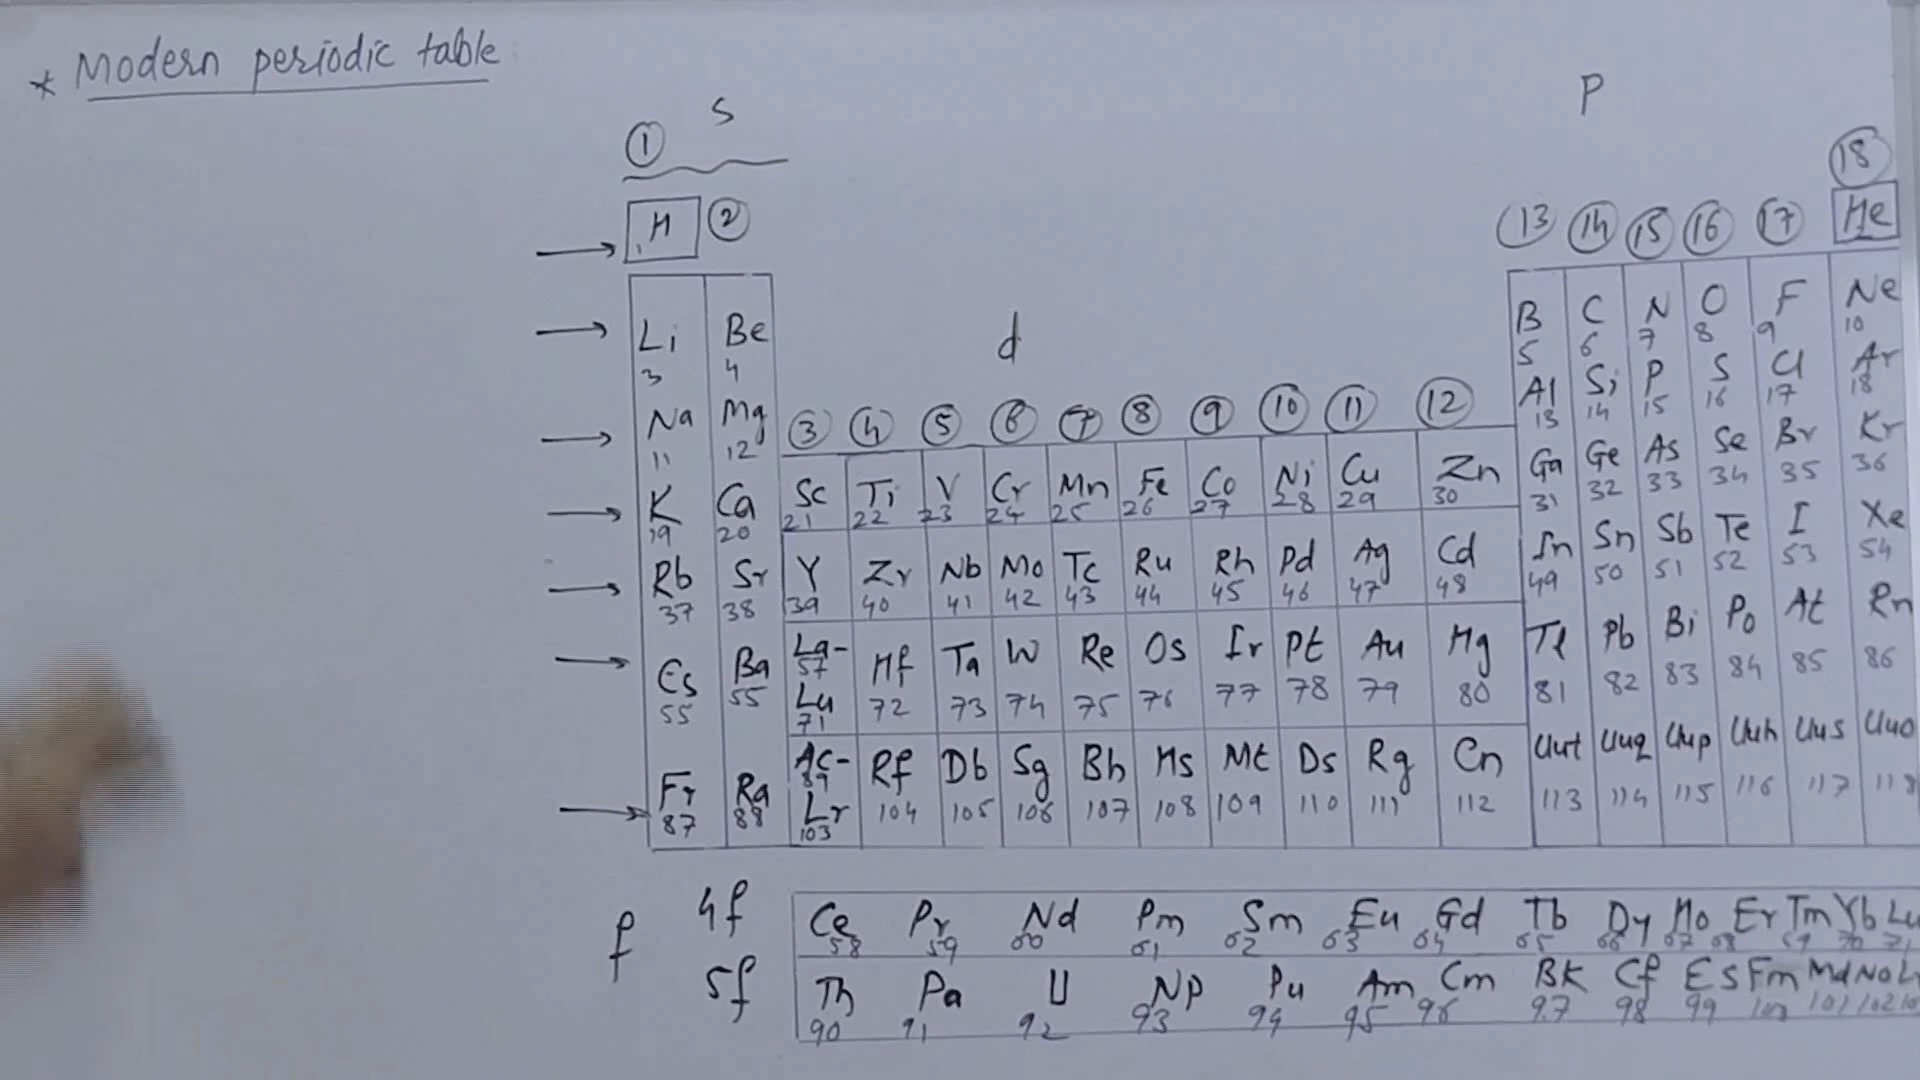 * Modern periodic table
S P
1 18
H 2 13 14 15 16 17 He
Li Be B C N O F Ne
3 4 5 6 7 8 9 10
d
Na Mg Al Si P S Cl Ar
11 12 13 14 15 16 17 18
3 4 5 6 7 8 9 10 11 12
K Ca Sc Ti V Cr Mn Fe Co Ni Cu Zn Ga Ge As Se Br Kr
19 20 21 22 23 24 25 26 27 28 29 30 31 32 33 34 35 36
Rb Sr Y Zr Nb Mo Tc Ru Rh Pd Ag Cd In Sn Sb Te I Xe
37 38 39 40 41 42 43 44 45 46 47 48 49 50 51 52 53 54
Cs Ba La- Hf Ta W Re Os Ir Pt Au Hg Tl Pb Bi Po At Rn
55 55 57 72 73 74 75 76 77 78 79 80 81 82 83 84 85 86
Lu
71
Fr Ra Ac- Rf Db Sg Bh Hs Mt Ds Rg Cn Uut Uuq Uup Uuh Uus Uuo
87 88 89 104 105 106 107 108 109 110 111 112 113 114 115 116 117 118
Lr
103
f
4f Ce Pr Nd Pm Sm Eu Gd Tb Dy Ho Er Tm Yb Lu
58 59 60 61 62 63 64 65 66 67 68 69 70 71
5f Th Pa U Np Pu Am Cm BK Cf Es Fm Md No
90 91 92 93 94 95 96 97 98 99 100 101 102